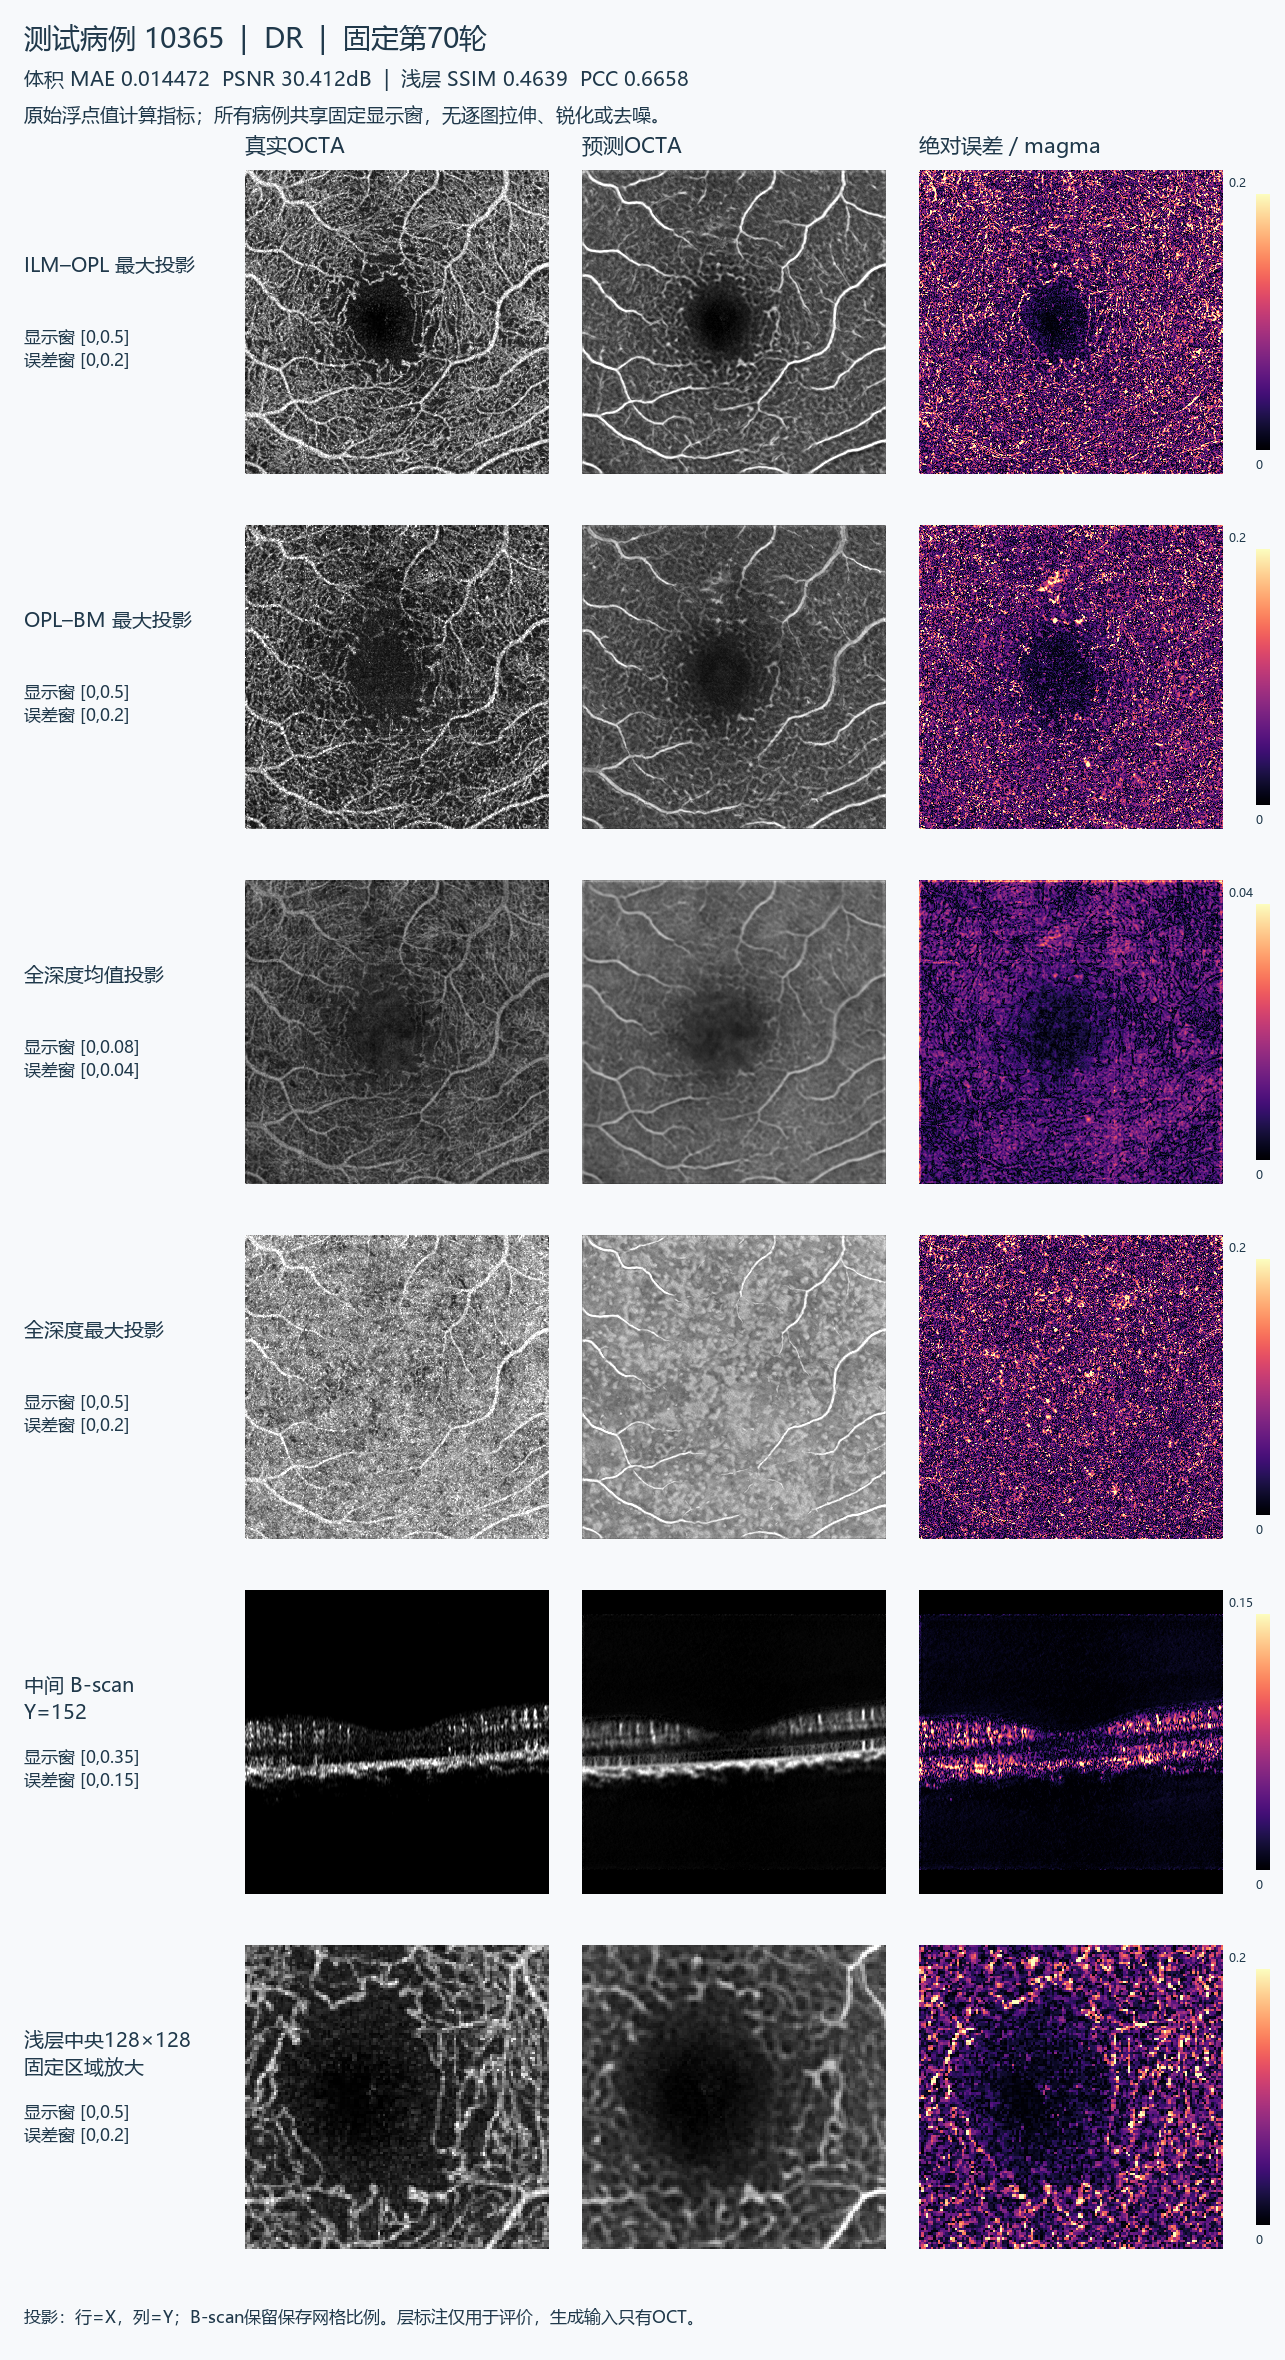 测试病例 10365 | DR | 固定第70轮
体积 MAE 0.014472 PSNR 30.412dB | 浅层 SSIM 0.4639 PCC 0.6658
原始浮点值计算指标；所有病例共享固定显示窗，无逐图拉伸、锐化或去噪。
真实OCTA 预测OCTA 绝对误差 / magma
0.2
ILM–OPL 最大投影
显示窗 [0,0.5]
误差窗 [0,0.2]
0
0.2
OPL–BM 最大投影
显示窗 [0,0.5]
误差窗 [0,0.2]
0
0.04
全深度均值投影
显示窗 [0,0.08]
误差窗 [0,0.04]
0
0.2
全深度最大投影
显示窗 [0,0.5]
误差窗 [0,0.2]
0
0.15
中间 B-scan
Y=152
显示窗 [0,0.35]
误差窗 [0,0.15]
0
0.2
浅层中央128×128
固定区域放大
显示窗 [0,0.5]
误差窗 [0,0.2]
0
投影：行=X，列=Y；B-scan保留保存网格比例。层标注仅用于评价，生成输入只有OCT。